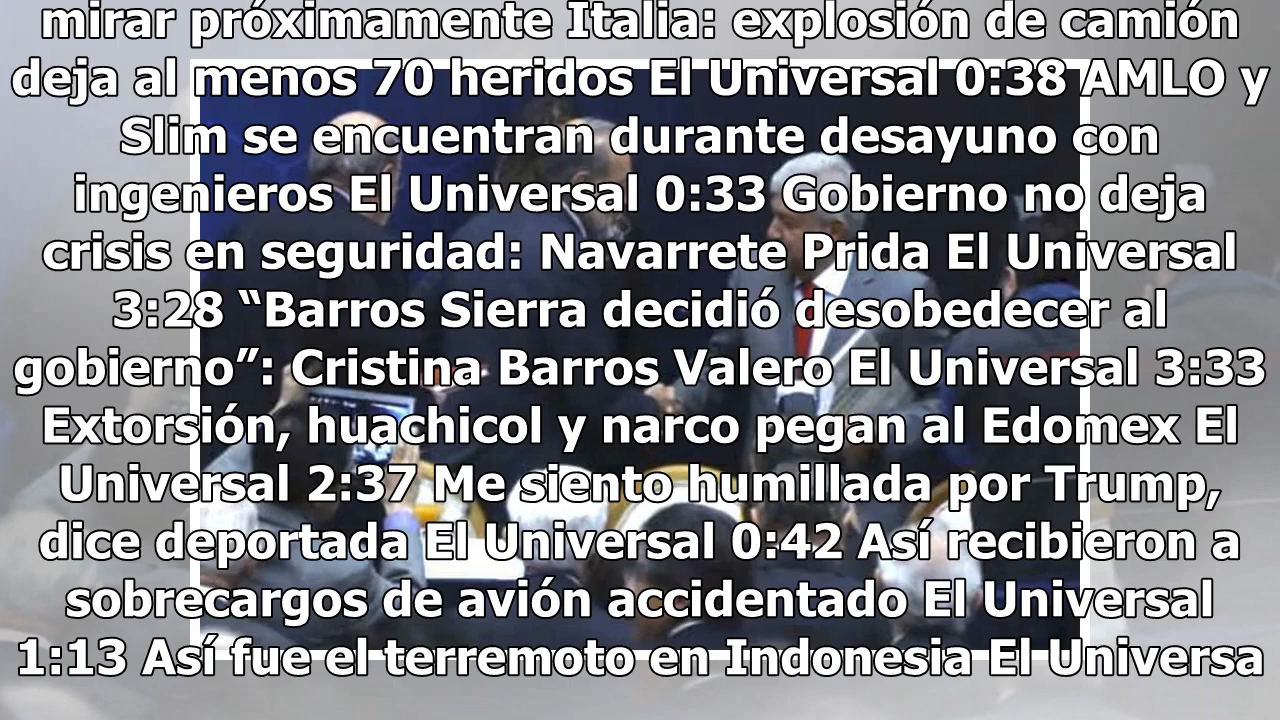 mirar próximamente Italia: explosión de camión
deja al menos 70 heridos El Universal 0:38 AMLO y
Slim se encuentran durante desayuno con
ingenieros El Universal 0:33 Gobierno no deja
crisis en seguridad: Navarrete Prida El Universal
3:28 “Barros Sierra decidió desobedecer al
gobierno”: Cristina Barros Valero El Universal 3:33
Extorsión, huachicol y narco pegan al Edomex El
Universal 2:37 Me siento humillada por Trump,
dice deportada El Universal 0:42 Así recibieron a
sobrecargos de avión accidentado El Universal
1:13 Así fue el terremoto en Indonesia El Universa